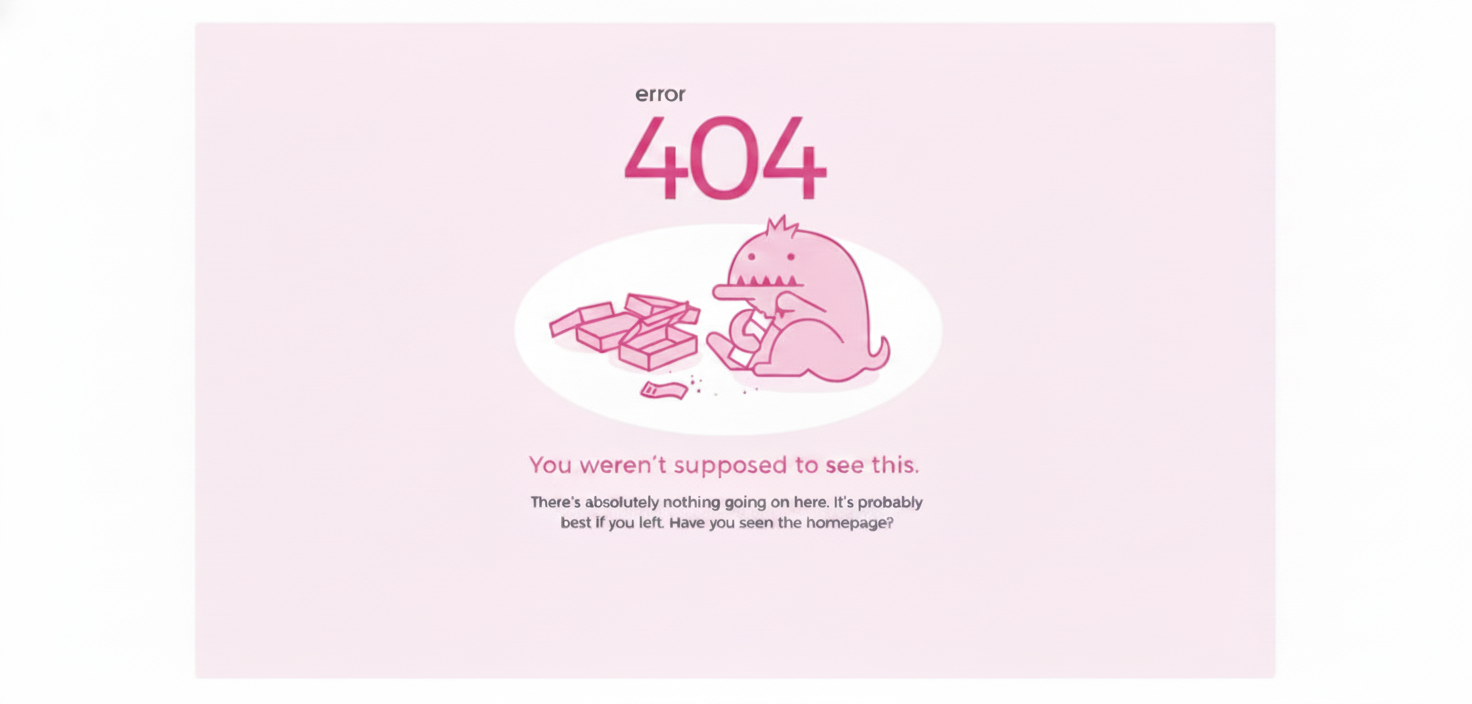 error
404
You weren't supposed to see this.
There's absolutely nothing going on here. It's probably
best if you left. Have you seen the homepage?